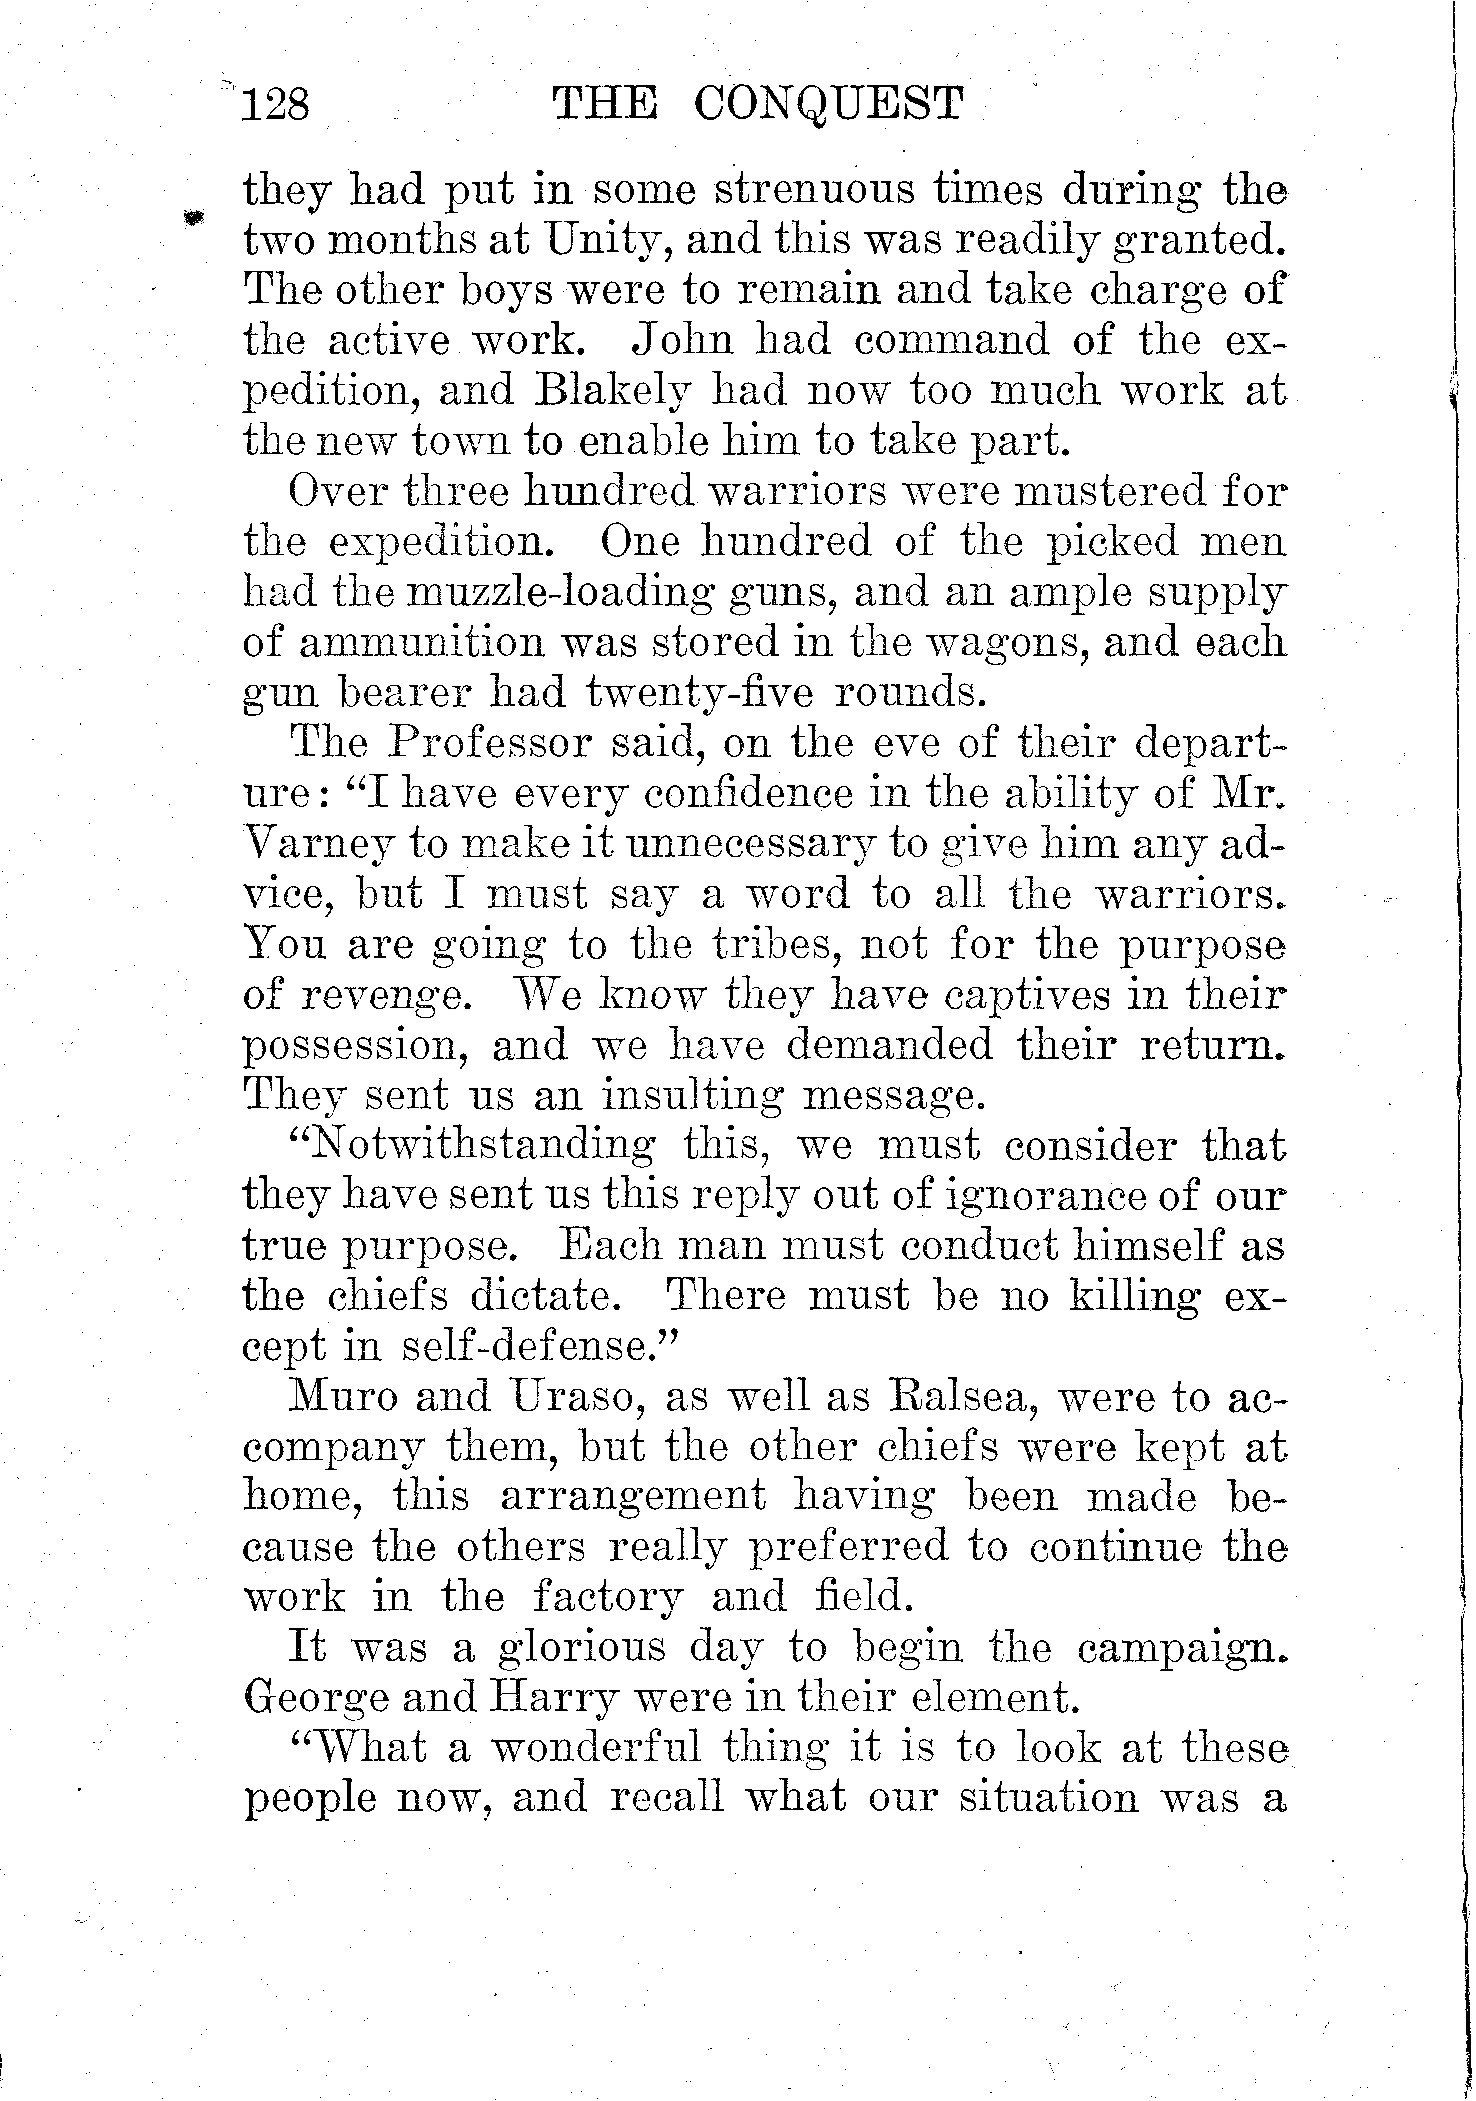 128 THE CONQUEST
they had put in some strenuous times during the
two months at Unity, and this was readily granted.
The other boys were to remain and take charge of
the active work. John had command of the ex-
pedition, and Blakely had now too much work at
the new town to enable him to take part.
Over three hundred warriors were mustered for
the expedition. One hundred of the picked men
had the muzzle-loading guns, and an ample supply
of ammunition was stored in the wagons, and each
gun bearer had twenty-five rounds.
The Professor said, on the eve of their depart-
ure: “I have every confidence in the ability of Mr.
Varney to make it unnecessary to give him any ad-
vice, but I must say a word to all the warriors.
You are going to the tribes, not for the purpose
of revenge. We know they have captives in their
possession, and we have demanded their return.
They sent us an insulting message.
“Notwithstanding this, we must consider that
they have sent us this reply out of ignorance of our
true purpose. Each man must conduct himself as
the chiefs dictate. There must be no killing ex-
cept in self-defense.”
Muro and Uraso, as well as Ralsea, were to ac-
company them, but the other chiefs were kept at
home, this arrangement having been made be-
cause the others really preferred to continue the
work in the factory and field.
It was a glorious day to begin the campaign.
George and Harry were in their element.
“What a wonderful thing it is to look at these
people now, and recall what our situation was a